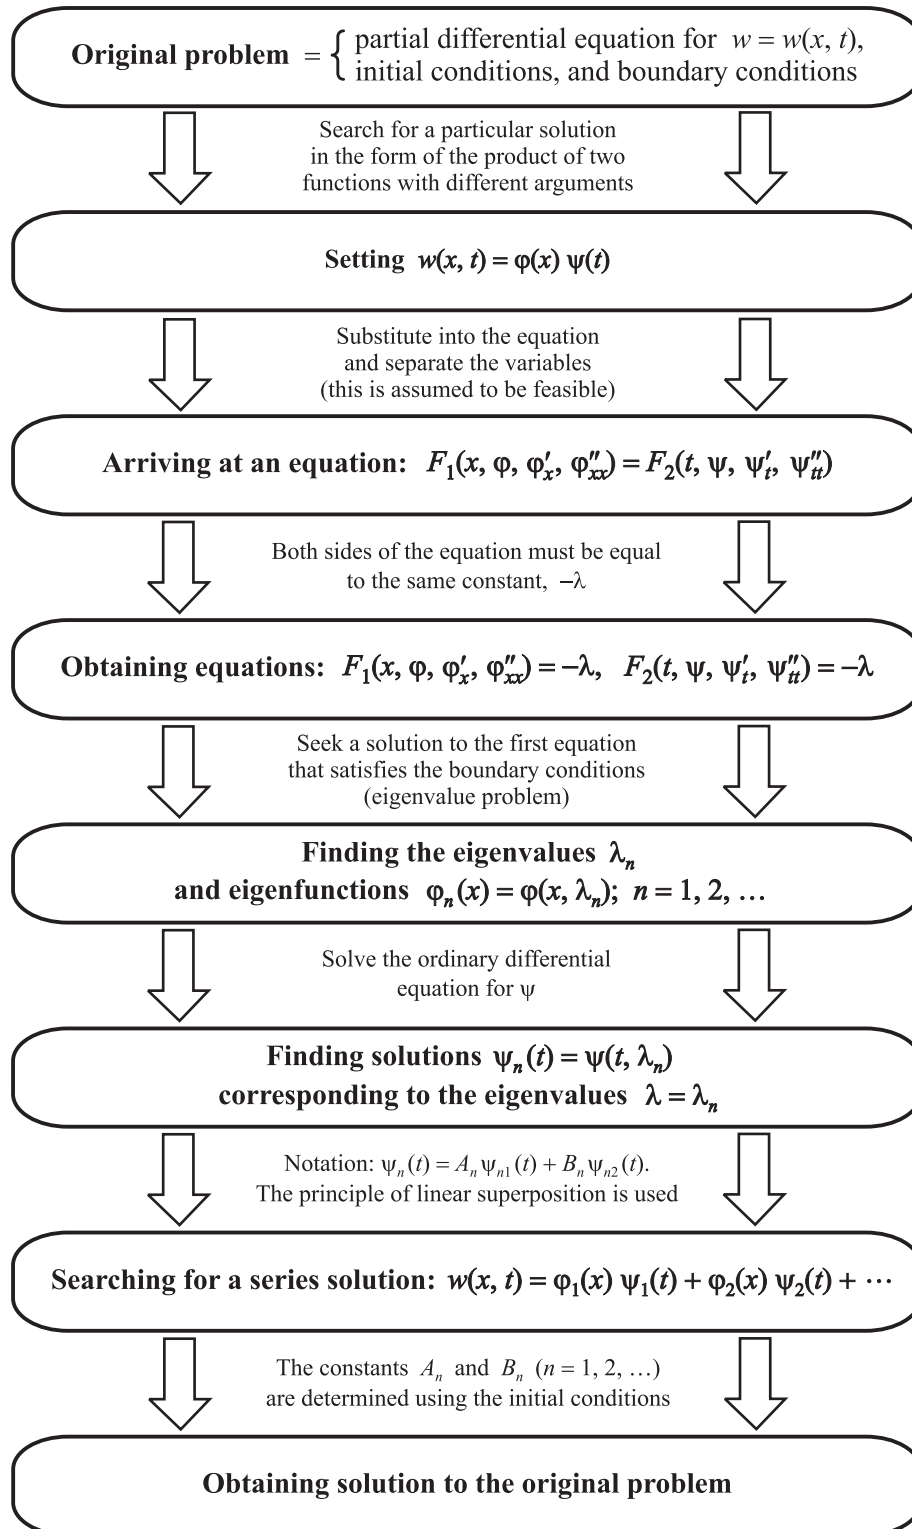 Original problem = { partial differential equation for w = w(x, t),
initial conditions, and boundary conditions
Search for a particular solution
in the form of the product of two
functions with different arguments
Setting w(x, t) = φ(x) ψ(t)
Substitute into the equation
and separate the variables
(this is assumed to be feasible)
Arriving at an equation: F₁(x, φ, φ′ₓ, φ″ₓₓ) = F₂(t, ψ, ψ′ₜ, ψ″ₜₜ)
Both sides of the equation must be equal
to the same constant, −λ
Obtaining equations: F₁(x, φ, φ′ₓ, φ″ₓₓ) = −λ, F₂(t, ψ, ψ′ₜ, ψ″ₜₜ) = −λ
Seek a solution to the first equation
that satisfies the boundary conditions
(eigenvalue problem)
Finding the eigenvalues λₙ
and eigenfunctions φₙ(x) = φ(x, λₙ); n = 1, 2, …
Solve the ordinary differential
equation for ψ
Finding solutions ψₙ(t) = ψ(t, λₙ)
corresponding to the eigenvalues λ = λₙ
Notation: ψₙ(t) = Aₙ ψₙ₁(t) + Bₙ ψₙ₂(t).
The principle of linear superposition is used
Searching for a series solution: w(x, t) = φ₁(x) ψ₁(t) + φ₂(x) ψ₂(t) + ⋯
The constants Aₙ and Bₙ (n = 1, 2, …)
are determined using the initial conditions
Obtaining solution to the original problem